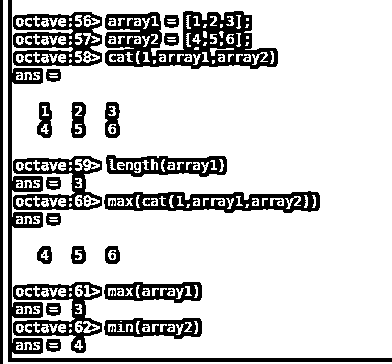 octave:56> array1 = [1,2,3];
octave:57> array2 = [4,5,6];
octave:58> cat(1,array1,array2)
ans =
1 2 3
4 5 6
octave:59> length(array1)
ans = 3
octave:60> max(cat(1,array1,array2))
ans =
4 5 6
octave:61> max(array1)
ans = 3
octave:62> min(array2)
ans = 4